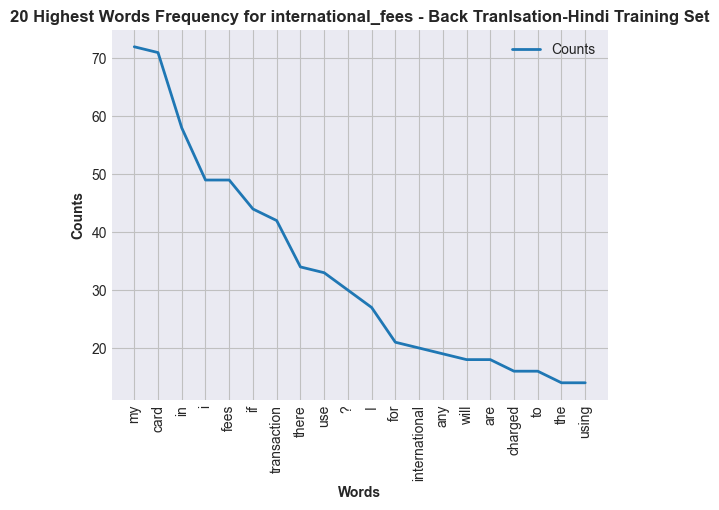 20 Highest Words Frequency for international_fees - Back Tranlsation-Hindi Training Set
Counts
70
60
50
40
30
20
Counts
my
card
in
i
fees
if
transaction
there
use
?
I
for
international
any
will
are
charged
to
the
using
Words